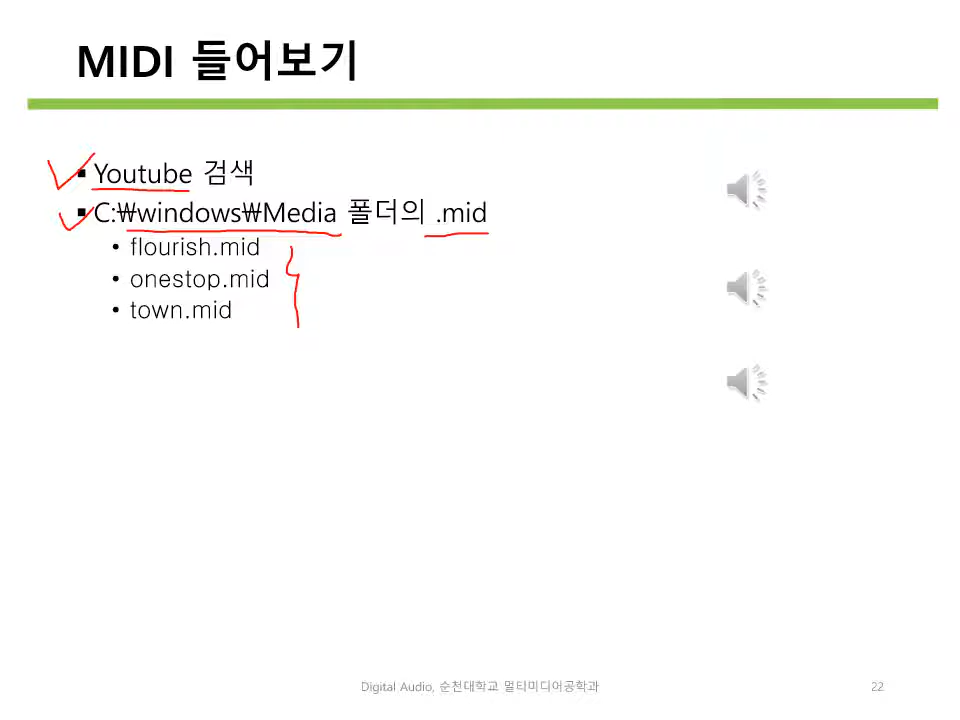 MIDI 들어보기
▪ Youtube 검색
▪ C:₩windows₩Media 폴더의 .mid
• flourish.mid
• onestop.mid
• town.mid
Digital Audio, 순천대학교 멀티미디어공학과
22